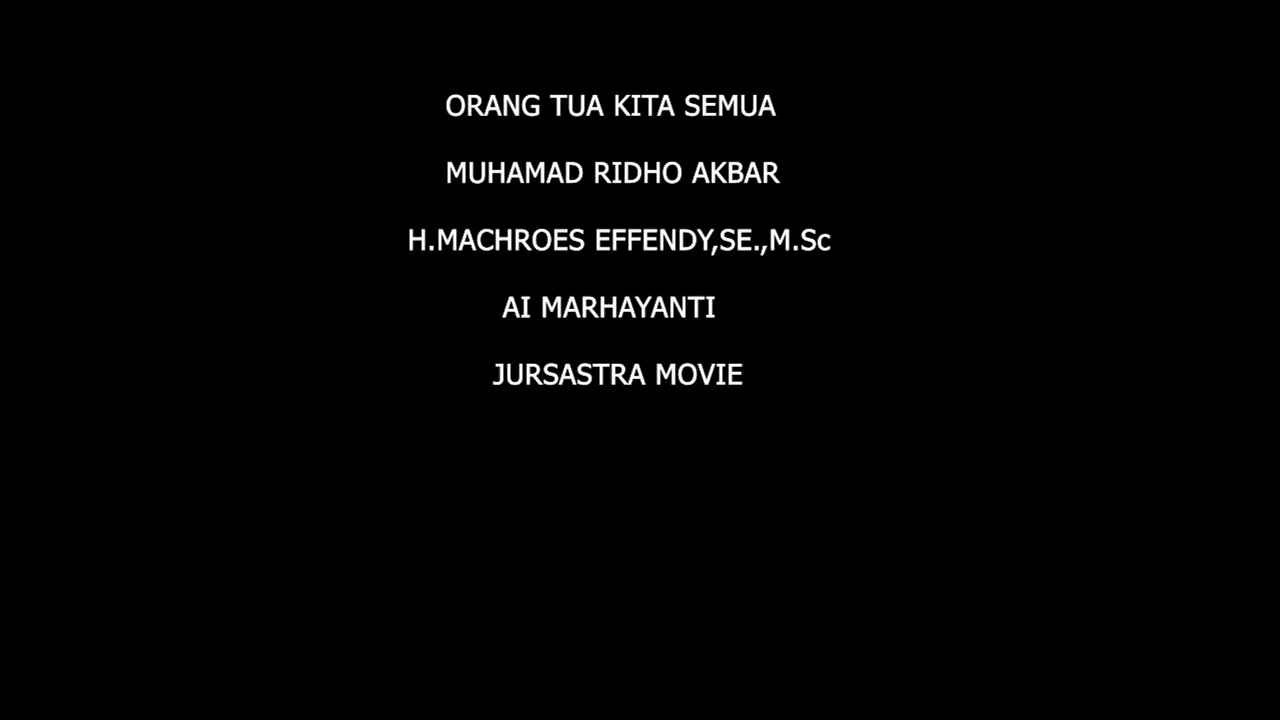 ORANG TUA KITA SEMUA
MUHAMAD RIDHO AKBAR
H.MACHROES EFFENDY,SE.,M.Sc
AI MARHAYANTI
JURSASTRA MOVIE